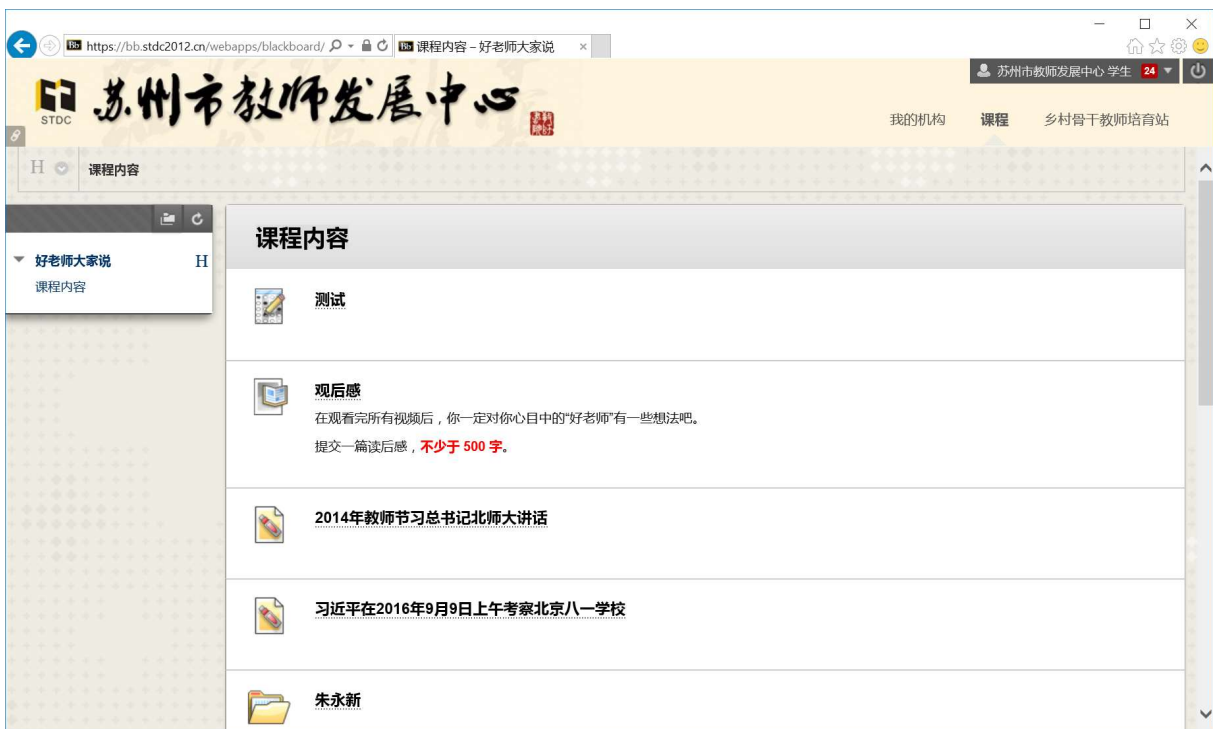 https://bb.stdc2012.cn/webapps/blackboard/
课程内容 – 好老师大家说
STDC
苏州市教师发展中心
苏州市教师发展中心 学生 24
我的机构 课程 乡村骨干教师培育站
H 课程内容
好老师大家说 H
课程内容
课程内容
测试
观后感
在观看完所有视频后，你一定对你心目中的“好老师”有一些想法吧。
提交一篇读后感，不少于 500 字。
2014年教师节习总书记北师大讲话
习近平在2016年9月9日上午考察北京八一学校
朱永新